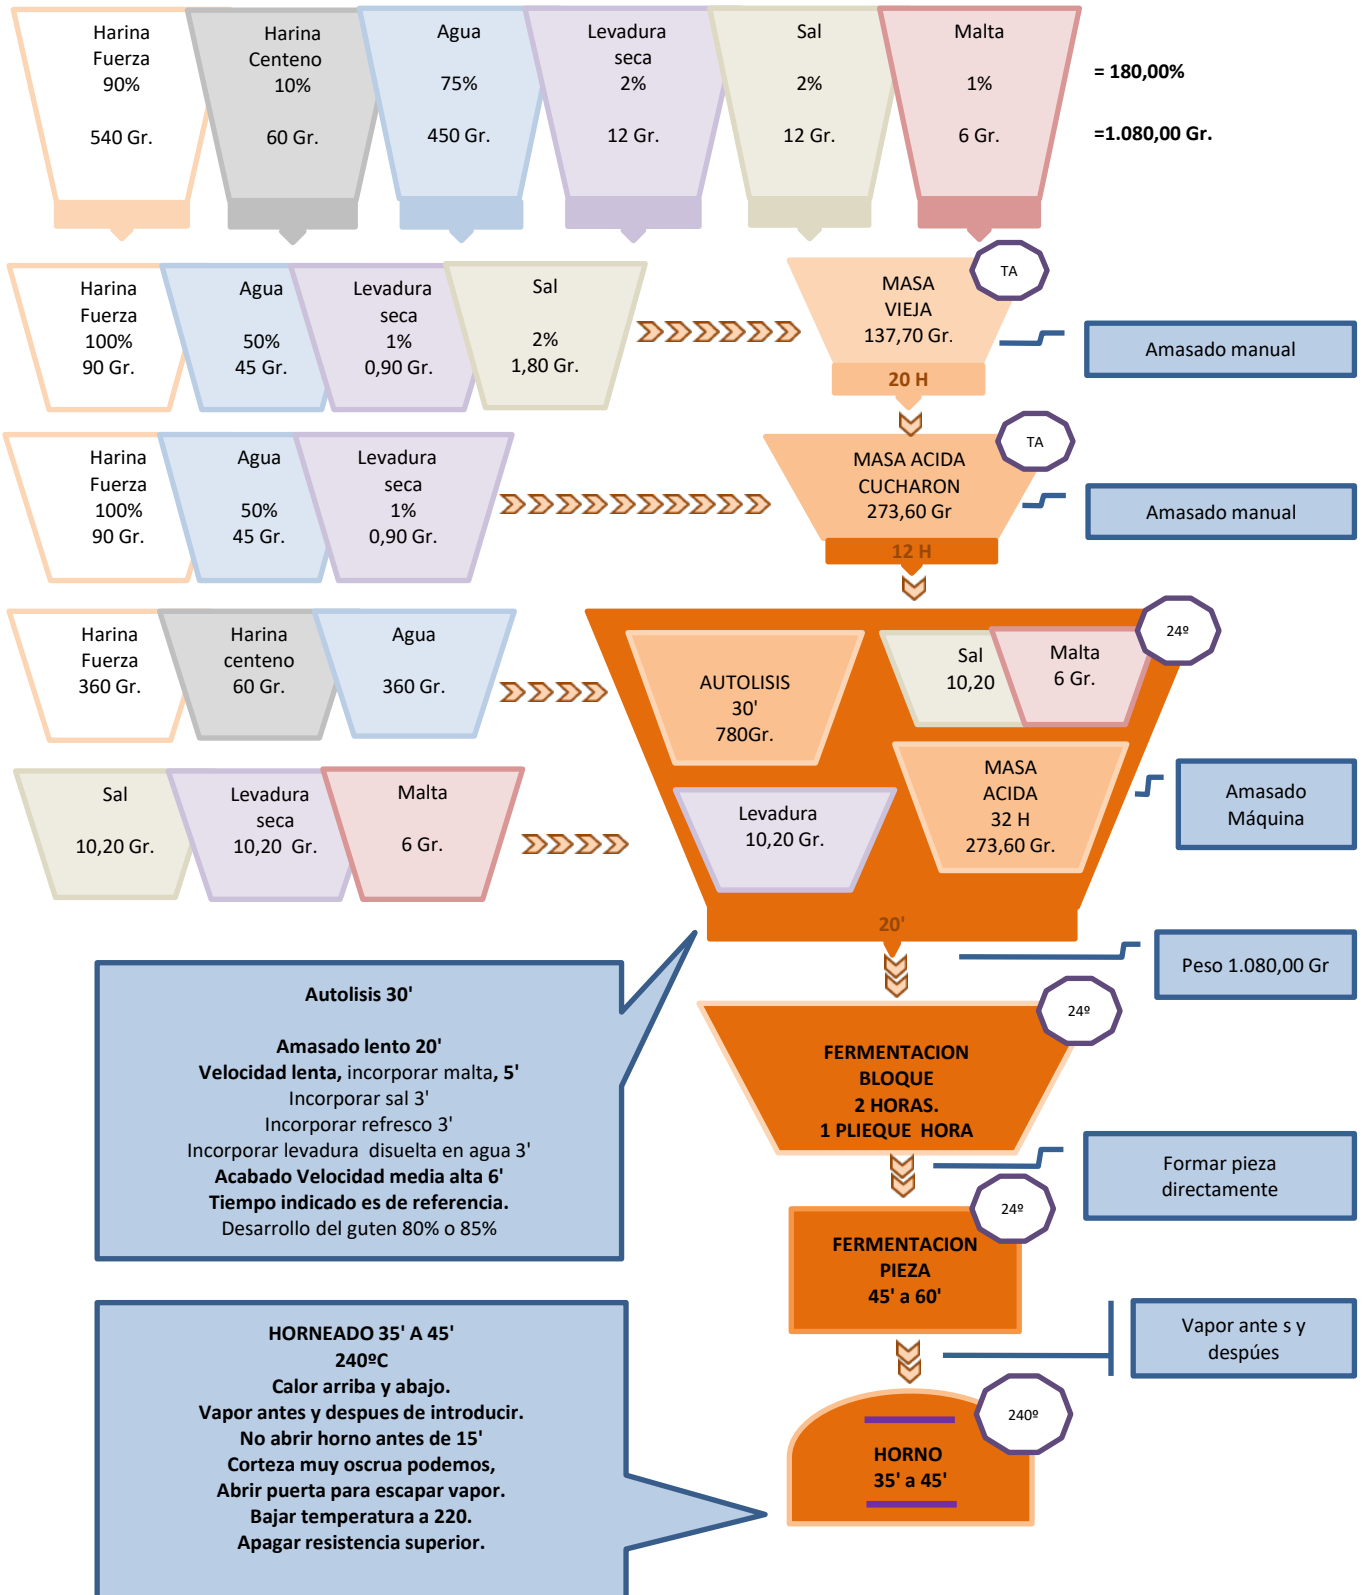 Harina
Fuerza
90%
540 Gr.
Harina
Centeno
10%
60 Gr.
Agua
75%
450 Gr.
Levadura
seca
2%
12 Gr.
Sal
2%
12 Gr.
Malta
1%
6 Gr.
= 180,00%
=1.080,00 Gr.
Harina
Fuerza
100%
90 Gr.
Agua
50%
45 Gr.
Levadura
seca
1%
0,90 Gr.
Sal
2%
1,80 Gr.
MASA
VIEJA
137,70 Gr.
20 H
TA
Amasado manual
Harina
Fuerza
100%
90 Gr.
Agua
50%
45 Gr.
Levadura
seca
1%
0,90 Gr.
MASA ACIDA
CUCHARON
273,60 Gr
12 H
TA
Amasado manual
Harina
Fuerza
360 Gr.
Harina
centeno
60 Gr.
Agua
360 Gr.
AUTOLISIS
30'
780Gr.
Sal
10,20
Malta
6 Gr.
24º
MASA
ACIDA
32 H
273,60 Gr.
Levadura
10,20 Gr.
Amasado
Máquina
Sal
10,20 Gr.
Levadura
seca
10,20 Gr.
Malta
6 Gr.
20'
Peso 1.080,00 Gr
Autolisis 30'
Amasado lento 20'
Velocidad lenta, incorporar malta, 5'
Incorporar sal 3'
Incorporar refresco 3'
Incorporar levadura disuelta en agua 3'
Acabado Velocidad media alta 6'
Tiempo indicado es de referencia.
Desarrollo del guten 80% o 85%
24º
FERMENTACION
BLOQUE
2 HORAS.
1 PLIEQUE HORA
Formar pieza
directamente
24º
FERMENTACION
PIEZA
45' a 60'
Vapor ante s y
despúes
HORNEADO 35' A 45'
240ºC
Calor arriba y abajo.
Vapor antes y despues de introducir.
No abrir horno antes de 15'
Corteza muy oscrua podemos,
Abrir puerta para escapar vapor.
Bajar temperatura a 220.
Apagar resistencia superior.
240º
HORNO
35' a 45'